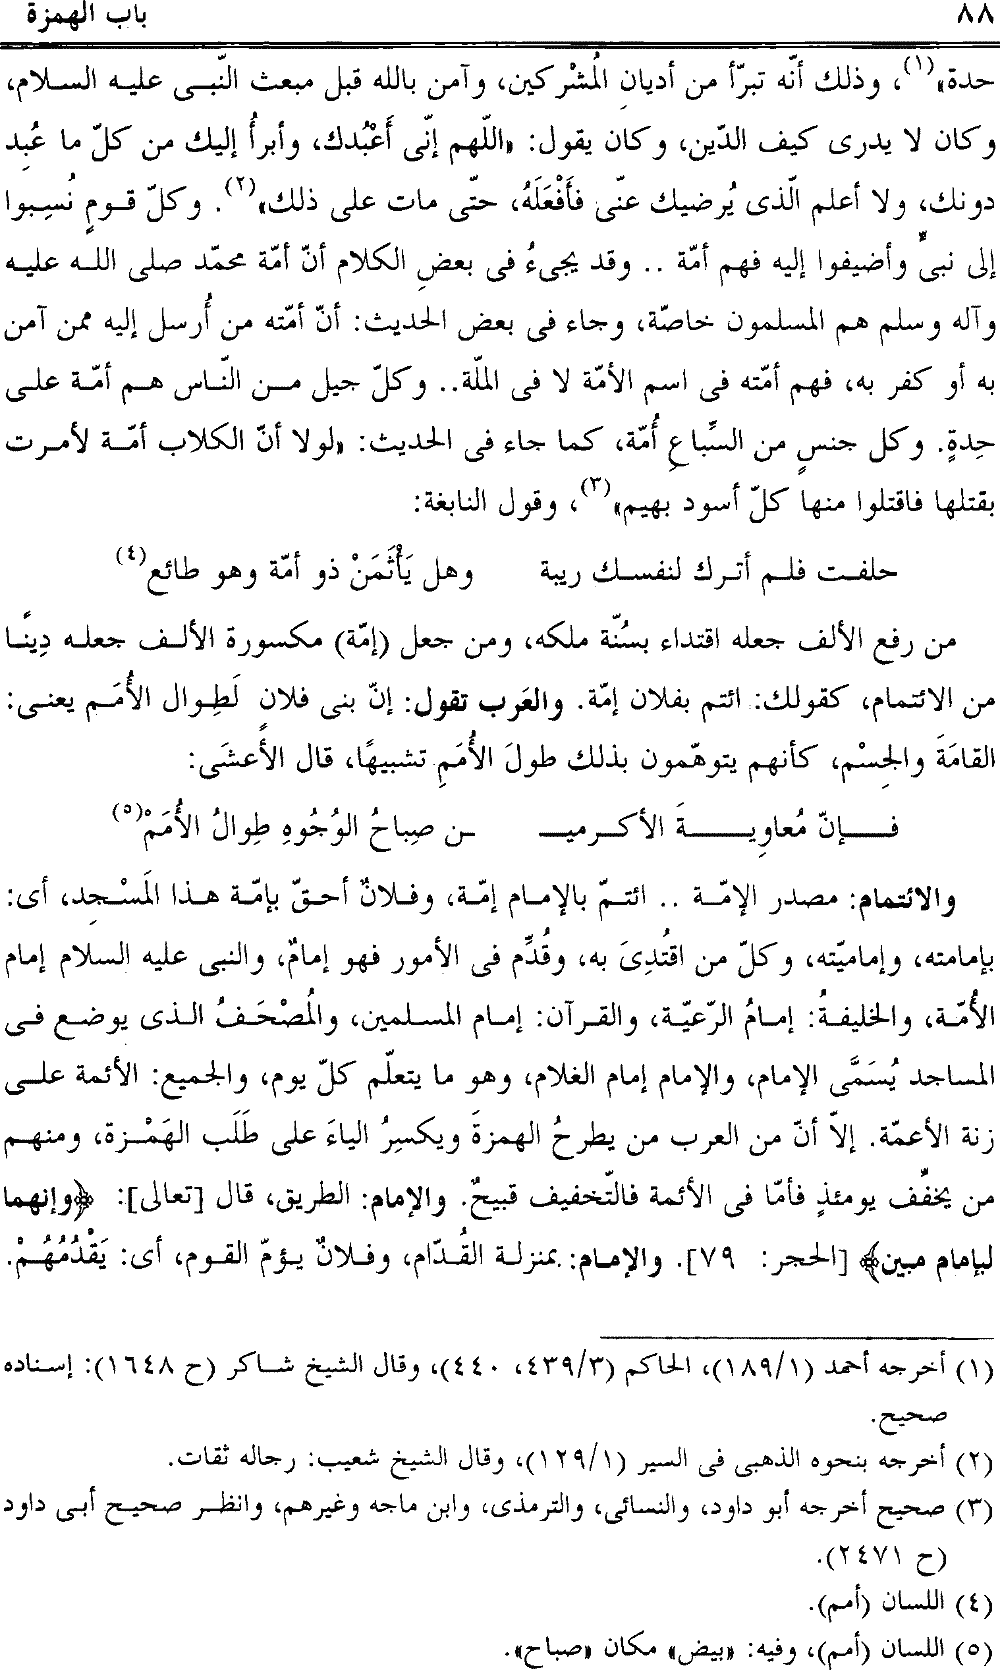 ٨٨ باب الهمزة
حدة»(١)، وذلك أنّه تبرّأ من أديانِ المُشركين، وآمن بالله قبل مبعث النّبى عليه السلام،
وكان لا يدرى كيف الدّين، وكان يقول: «اللّهم إنّى أَعْبُدك، وأبرأُ إليك من كلّ ما عُبِد
دونك، ولا أعلم الّذى يُرضيك عنّى فأَفْعَلَهُ، حتّى مات على ذلك»(٢). وكلّ قومٍ نُسِبوا
إلى نبىٍّ وأضيفوا إليه فهم أمّة .. وقد يجىءُ فى بعضِ الكلام أنّ أمّة محمّد صلى الله عليه
وآله وسلم هم المسلمون خاصّة، وجاء فى بعض الحديث: أنّ أمّته من أُرسل إليه ممن آمن
به أو كفر به، فهم أمّته فى اسم الأمّة لا فى الملّة.. وكلّ جيل من النّاس هم أمّة على
حِدةٍ. وكل جنسٍ من السِّباعِ أُمّة، كما جاء فى الحديث: «لولا أنّ الكلاب أمّة لأمرت
بقتلها فاقتلوا منها كلّ أسود بهيم»(٣)، وقول النابغة:
حلفت فلم أترك لنفسك ريبة وهل يَأْثَمَنْ ذو أمّة وهو طائع(٤)
من رفع الألف جعله اقتداء بسُنّة ملكه، ومن جعل (إمّة) مكسورة الألف جعله دِينًا
من الائتمام، كقولك: ائتم بفلان إمّة. والعَرب تقول: إنّ بنى فلانٍ لَطِوال الأُمَم يعنى:
القامَةَ والجِسْم، كأنهم يتوهّمون بذلك طولَ الأُمَمِ تشبيهًا، قال الأعشَى:
فإنّ مُعاوِيةَ الأكرميـ ـن صِباحُ الوُجُوهِ طِوالُ الأُمَمْ(٥)
والائتمام: مصدر الإمّة .. ائتمّ بالإمام إمّة، وفلانٌ أحقّ بإمّة هذا المَسْجِد، أى:
بإمامته، وإماميّته، وكلّ من اقتُدِىَ به، وقُدِّم فى الأمور فهو إمامٌ، والنبى عليه السلام إمام
الأُمّة، والخليفةُ: إمامُ الرّعيّة، والقرآن: إمام المسلمين، والمُصْحَفُ الذى يوضع فى
المساجد يُسَمَّى الإمام، والإمام إمام الغلام، وهو ما يتعلّم كلّ يوم، والجميع: الأئمة على
زنة الأعمّة. إلاّ أنّ من العرب من يطرحُ الهمزةَ ويكسِرُ الياءَ على طَلَب الهَمْزة، ومنهم
من يخفِّف يومئذٍ فأمّا فى الأئمة فالتّخفيف قبيحٌ. والإمام: الطريق، قال [تعالى]: ﴿وإنهما
لبإمام مبين﴾ [الحجر: ٧٩]. والإمام: بمنزلة القُدّام، وفلانٌ يؤمّ القوم، أى: يَقْدُمُهُمْ.
(١) أخرجه أحمد (١/ ١٨٩)، الحاكم (٣/ ٤٣٩، ٤٤٠)، وقال الشيخ شاكر (ح ١٦٤٨): إسناده
صحيح.
(٢) أخرجه بنحوه الذهبى فى السير (١/ ١٢٩)، وقال الشيخ شعيب: رجاله ثقات.
(٣) صحيح أخرجه أبو داود، والنسائى، والترمذى، وابن ماجه وغيرهم، وانظر صحيح أبى داود
(ح ٢٤٧١).
(٤) اللسان (أمم).
(٥) اللسان (أمم)، وفيه: «بيض» مكان «صباح».